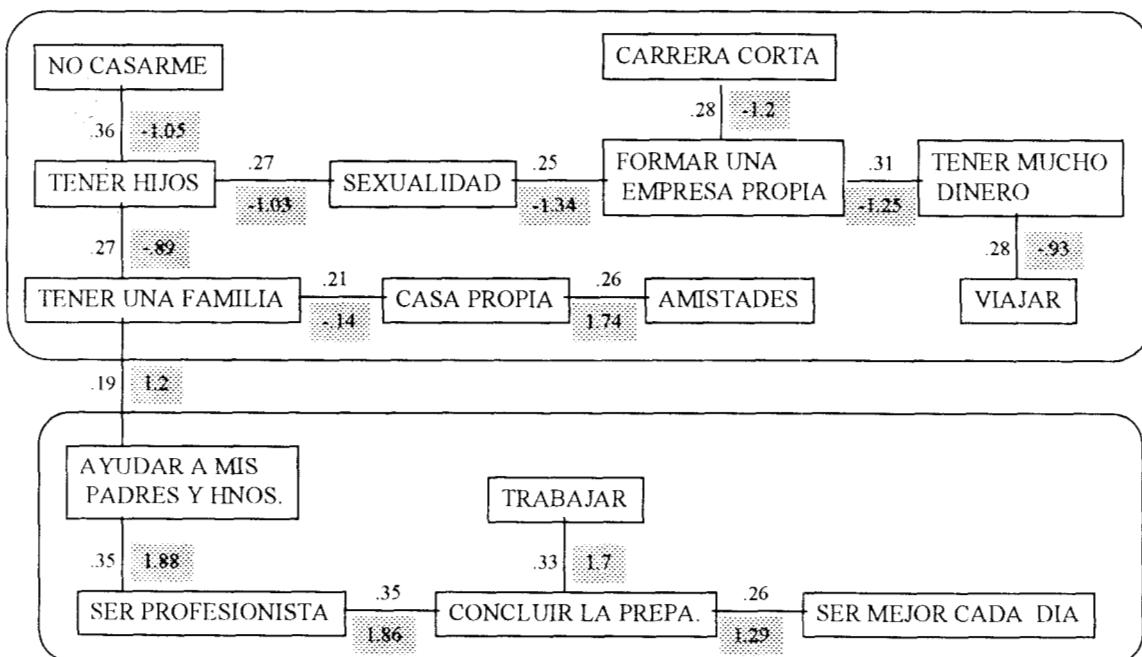 NO CASARME
CARRERA CORTA
.36 -1.05
.28 -1.2
TENER HIJOS
.27
-1.03
SEXUALIDAD
.25
-1.34
FORMAR UNA
EMPRESA PROPIA
.31
-1.25
TENER MUCHO
DINERO
.27 -.89
.28 -.93
TENER UNA FAMILIA
.21
-.14
CASA PROPIA
.26
1.74
AMISTADES
VIAJAR
.19 1.2
AYUDAR A MIS
PADRES Y HNOS.
TRABAJAR
.35 1.88
.33 1.7
SER PROFESIONISTA
.35
1.86
CONCLUIR LA PREPA.
.26
1.29
SER MEJOR CADA DIA